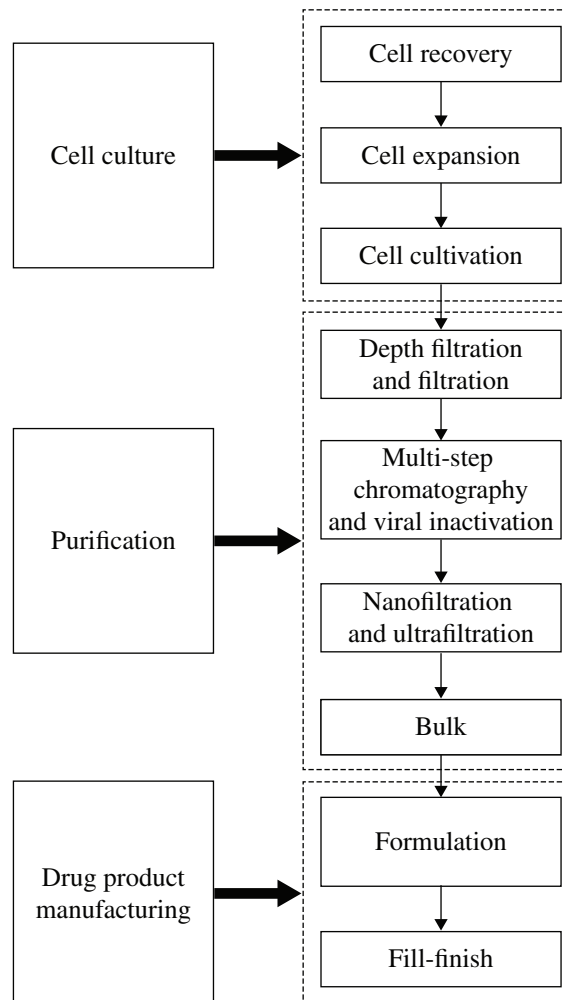 Cell culture
Cell recovery
Cell expansion
Cell cultivation
Purification
Depth filtration
and filtration
Multi-step
chromatography
and viral inactivation
Nanofiltration
and ultrafiltration
Bulk
Drug product
manufacturing
Formulation
Fill-finish